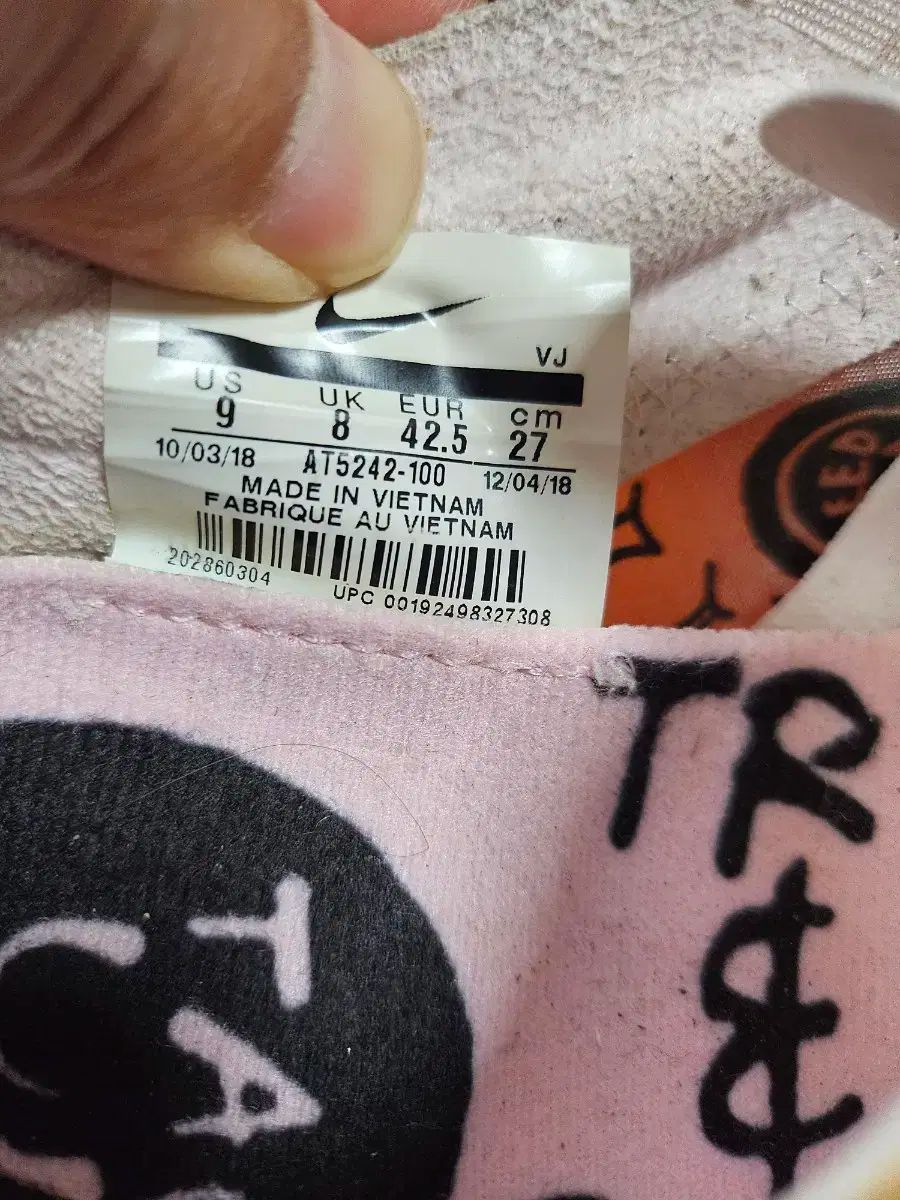 VJ
US UK EUR cm
9 8 42.5 27
10/03/18 AT5242-100 12/04/18
MADE IN VIETNAM
FABRIQUE AU VIETNAM
202860304
UPC 00192498327308
TR
TA